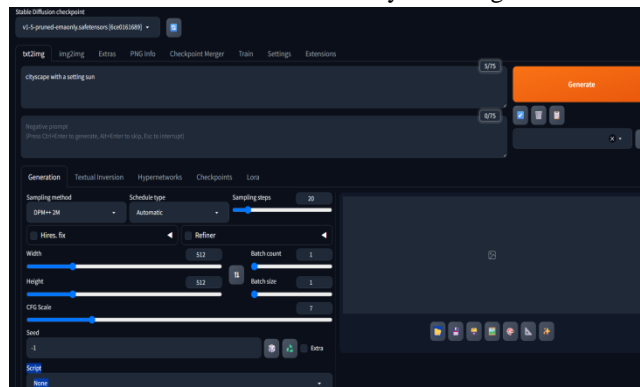 Stable Diffusion checkpoint
v1-5-pruned-emaonly.safetensors [6ce0161689]
txt2img img2img Extras PNG Info Checkpoint Merger Train Settings Extensions
5/75
cityscape with a setting sun
Generate
0/75
Negative prompt
(Press Ctrl+Enter to generate, Alt+Enter to skip, Esc to interrupt)
Generation Textual Inversion Hypernetworks Checkpoints Lora
Sampling method Schedule type Sampling steps 20
DPM++ 2M Automatic
Hires. fix Refiner
Width 512 Batch count 1
Height 512 Batch size 1
CFG Scale 7
Seed
-1 Extra
Script
None